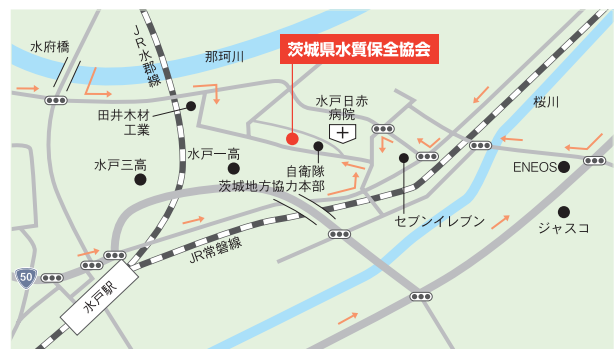 水府橋
JR水郡線
那珂川
茨城県水質保全協会
桜川
田井木材
工業
水戸日赤
病院
水戸三高
水戸一高
自衛隊
茨城地方協力本部
ENEOS
セブンイレブン
ジャスコ
JR常磐線
50
水戸駅